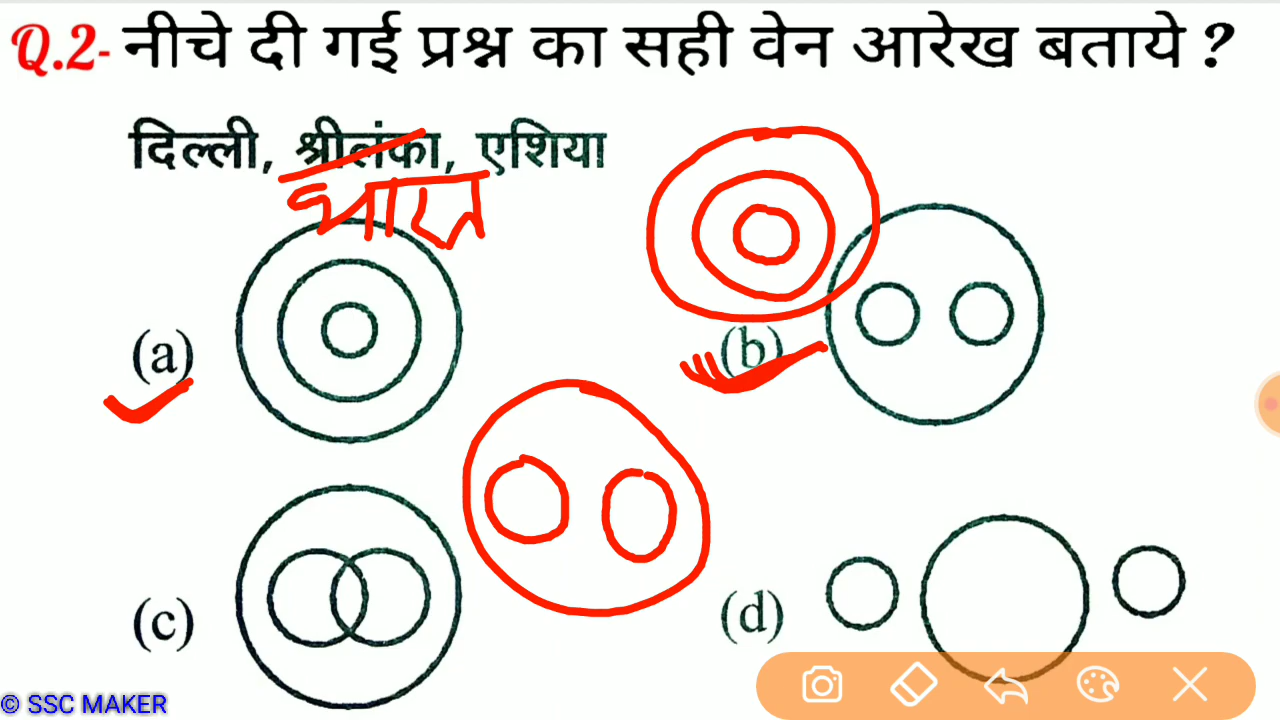 Q.2- नीचे दी गई प्रश्न का सही वेन आरेख बताये ?
दिल्ली, श्रीलंका, एशिया
भारत
(a)
(b)
(c)
(d)
© SSC MAKER